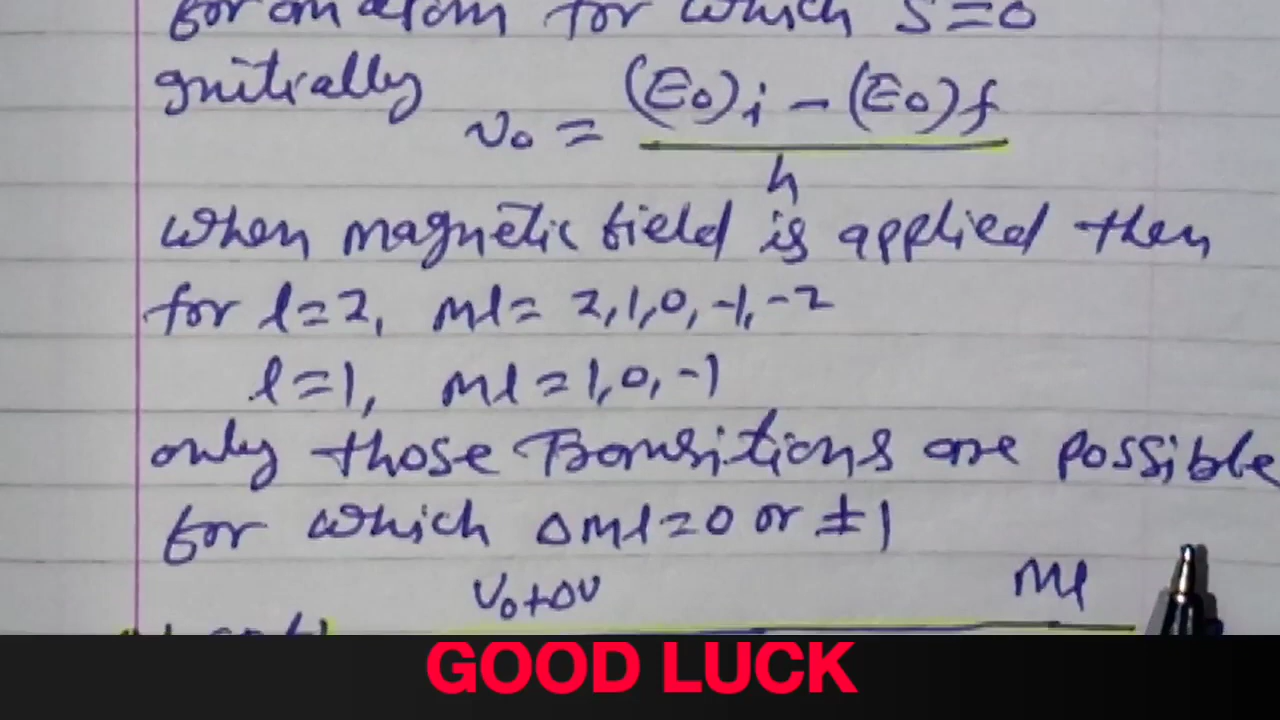 for an atom for which S=0
Initially ν₀ = (E₀)i - (E₀)f
h
when magnetic field is applied then
for l=2, ml= 2,1,0,-1,-2
l=1, ml=1,0,-1
only those Transitions are possible
for which Δml=0 or ±1
ν₀+Δν ml
GOOD LUCK